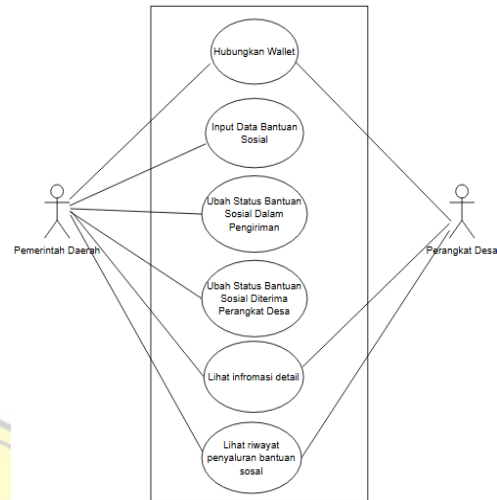 Hubungkan Wallet
Input Data Bantuan
Sosial
Ubah Status Bantuan
Sosial Dalam
Pengiriman
Pemerintah Daerah
Perangkat Desa
Ubah Status Bantuan
Sosial Diterima
Perangkat Desa
Lihat infromasi detail
Lihat riwayat
penyaluran bantuan
sosal